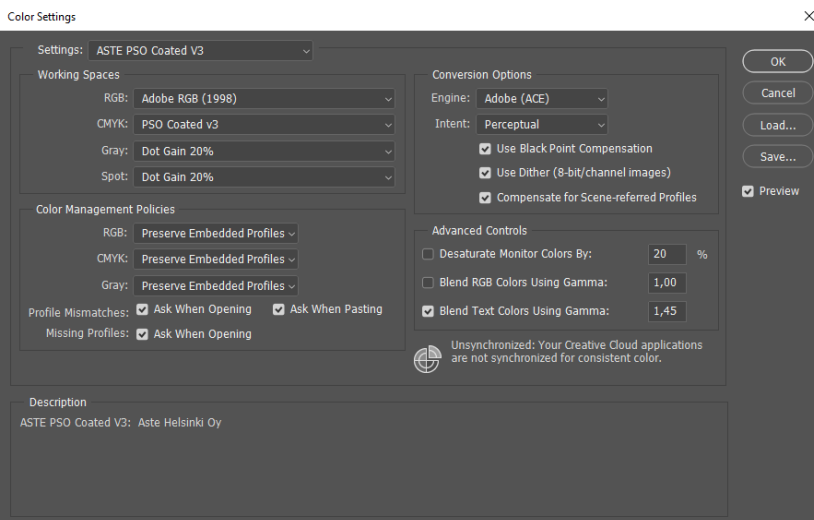 Color Settings
Settings: ASTE PSO Coated V3
Working Spaces
RGB: Adobe RGB (1998)
CMYK: PSO Coated v3
Gray: Dot Gain 20%
Spot: Dot Gain 20%
Color Management Policies
RGB: Preserve Embedded Profiles
CMYK: Preserve Embedded Profiles
Gray: Preserve Embedded Profiles
Profile Mismatches: Ask When Opening Ask When Pasting
Missing Profiles: Ask When Opening
Conversion Options
Engine: Adobe (ACE)
Intent: Perceptual
Use Black Point Compensation
Use Dither (8-bit/channel images)
Compensate for Scene-referred Profiles
Advanced Controls
Desaturate Monitor Colors By: 20 %
Blend RGB Colors Using Gamma: 1,00
Blend Text Colors Using Gamma: 1,45
Unsynchronized: Your Creative Cloud applications
are not synchronized for consistent color.
OK
Cancel
Load...
Save...
Preview
Description
ASTE PSO Coated V3: Aste Helsinki Oy